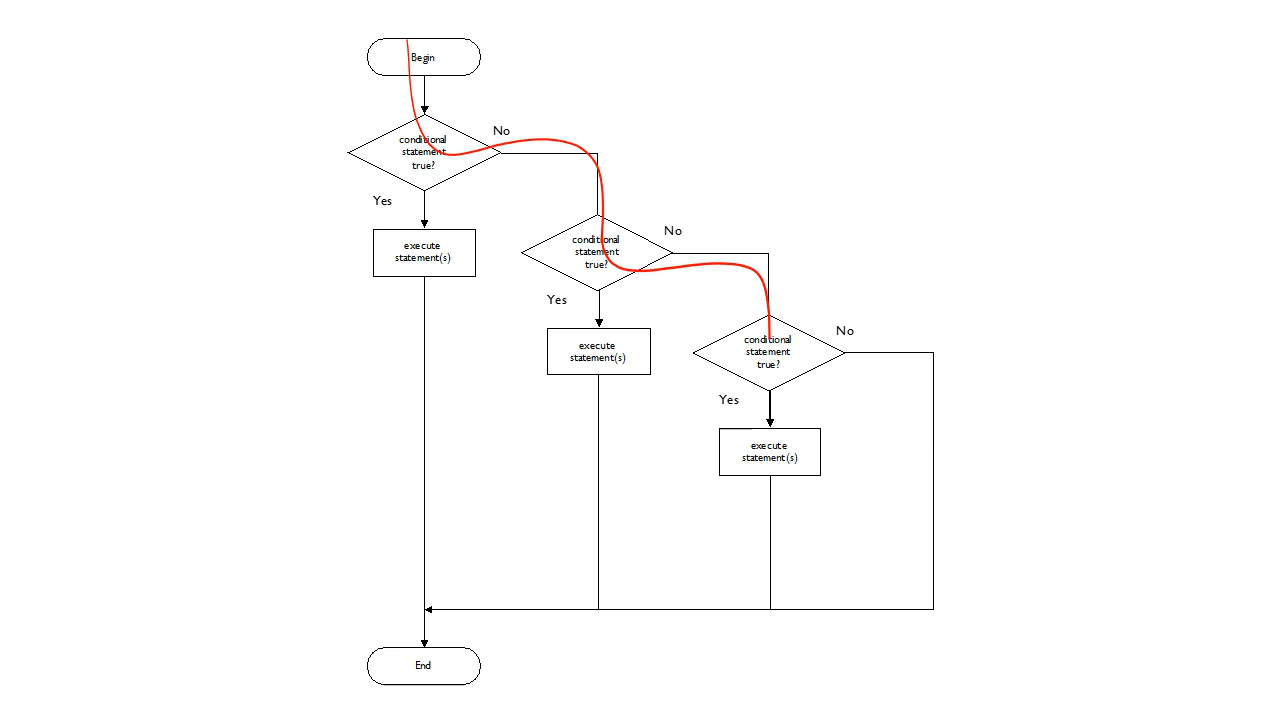 Begin
conditional
statement
true?
No
Yes
execute
statement(s)
conditional
statement
true?
No
Yes
execute
statement(s)
conditional
statement
true?
No
Yes
execute
statement(s)
End